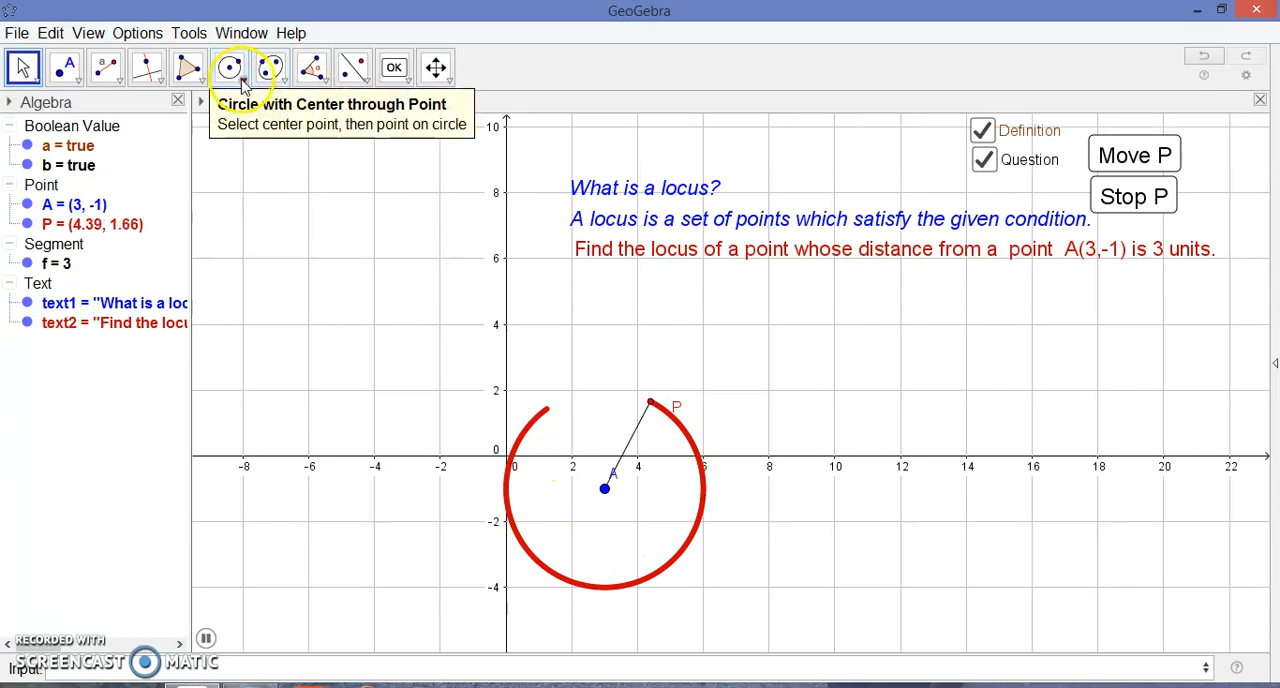 GeoGebra
File Edit View Options Tools Window Help
A
a
α
OK
Circle with Center through Point
Select center point, then point on circle
Algebra
Boolean Value
a = true
b = true
Point
A = (3, -1)
P = (4.39, 1.66)
Segment
f = 3
Text
text1 = "What is a loc
text2 = "Find the locu
Definition
Question
Move P
Stop P
What is a locus?
A locus is a set of points which satisfy the given condition.
Find the locus of a point whose distance from a point A(3,-1) is 3 units.
10
8
6
4
2
0
-2
-4
-8 -6 -4 -2 0 2 4 6 8 10 12 14 16 18 20 22
P
A
RECORDED WITH
SCREENCAST MATIC
Input: